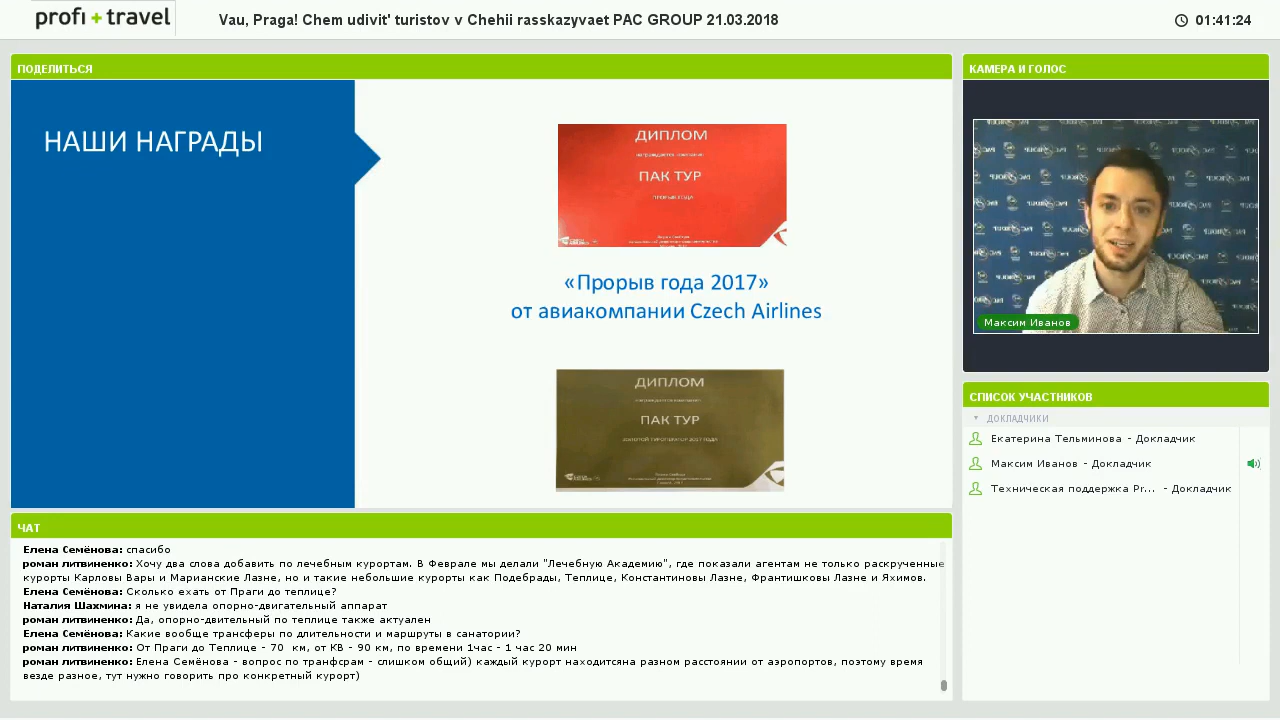 profi + travel
Vau, Praga! Chem udivit' turistov v Chehii rasskazyvaet PAC GROUP 21.03.2018
01:41:24
ПОДЕЛИТЬСЯ
НАШИ НАГРАДЫ
ДИПЛОМ
ПАК ТУР
ПРОРЫВ ГОДА
«Прорыв года 2017»
от авиакомпании Czech Airlines
ДИПЛОМ
ПАК ТУР
ЧАТ
Елена Семёнова: спасибо
роман литвиненко: Хочу два слова добавить по лечебным курортам. В Феврале мы делали "Лечебную Академию", где показали агентам не только раскрученные
курорты Карловы Вары и Марианские Лазне, но и такие небольшие курорты как Подебрады, Теплице, Константиновы Лазне, Франтишковы Лазне и Яхимов.
Елена Семёнова: Сколько ехать от Праги до теплице?
Наталия Шахмина: я не увидела опорно-двигательный аппарат
роман литвиненко: Да, опорно-двительный по теплице также актуален
Елена Семёнова: Какие вообще трансферы по длительности и маршруты в санатории?
роман литвиненко: От Праги до Теплице - 70 км, от КВ - 90 км, по времени 1час - 1 час 20 мин
роман литвиненко: Елена Семёнова - вопрос по транфсрам - слишком общий) каждый курорт находитсяна разном расстоянии от аэропортов, поэтому время
везде разное, тут нужно говорить про конкретный курорт)
КАМЕРА И ГОЛОС
PAC GROUP
Максим Иванов
СПИСОК УЧАСТНИКОВ
ДОКЛАДЧИКИ
Екатерина Тельминова - Докладчик
Максим Иванов - Докладчик
Техническая поддержка Pr... - Докладчик